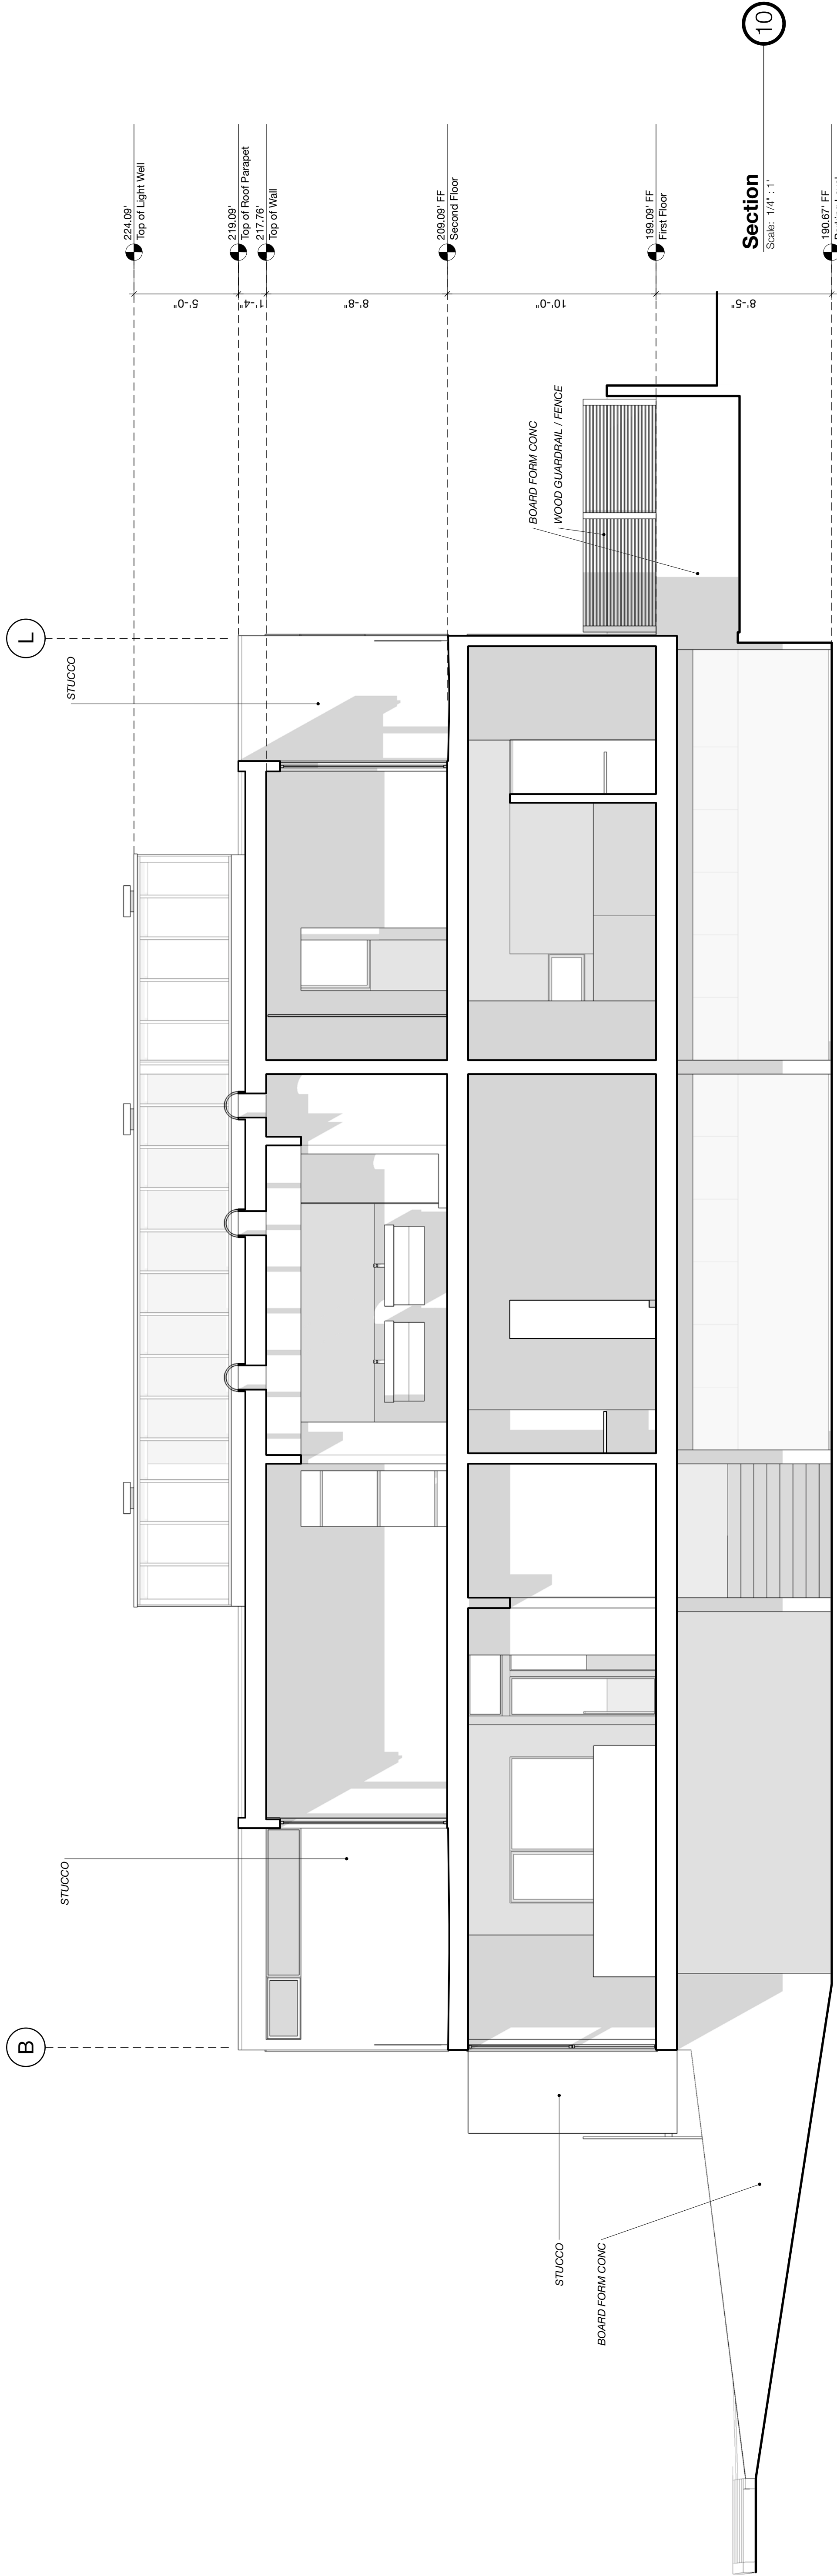 B
L
STUCCO
STUCCO
224.09'
Top of Light Well
219.09'
Top of Roof Parapet
217.76'
Top of Wall
209.09' FF
Second Floor
199.09' FF
First Floor
190.67' FF
5'-0"
1'-4"
8'-8"
10'-0"
8'-5"
BOARD FORM CONC
WOOD GUARDRAIL / FENCE
STUCCO
BOARD FORM CONC
Section
Scale: 1/4" : 1'
10